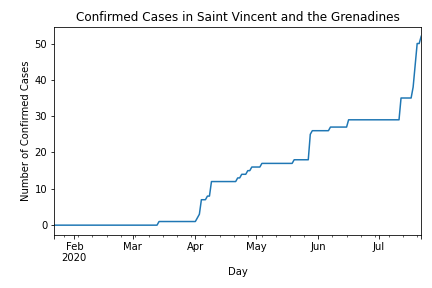 Confirmed Cases in Saint Vincent and the Grenadines
Number of Confirmed Cases
50
40
30
20
10
0
Feb Mar Apr May Jun Jul
2020
Day